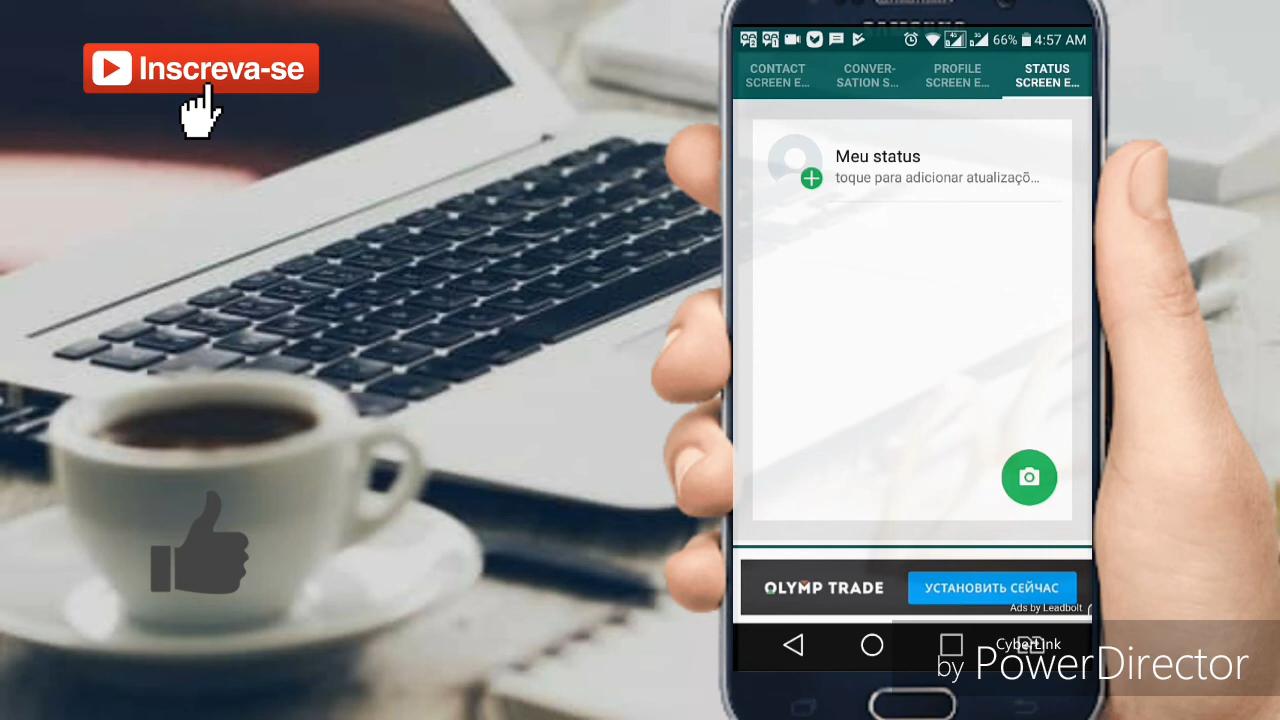 Inscreva-se
66% 4:57 AM
CONTACT
SCREEN E...
CONVER-
SATION S...
PROFILE
SCREEN E...
STATUS
SCREEN E...
Meu status
toque para adicionar atualizaçõ...
OLYMP TRADE
УСТАНОВИТЬ СЕЙЧАС
Ads by Leadbolt
CyberLink
by PowerDirector